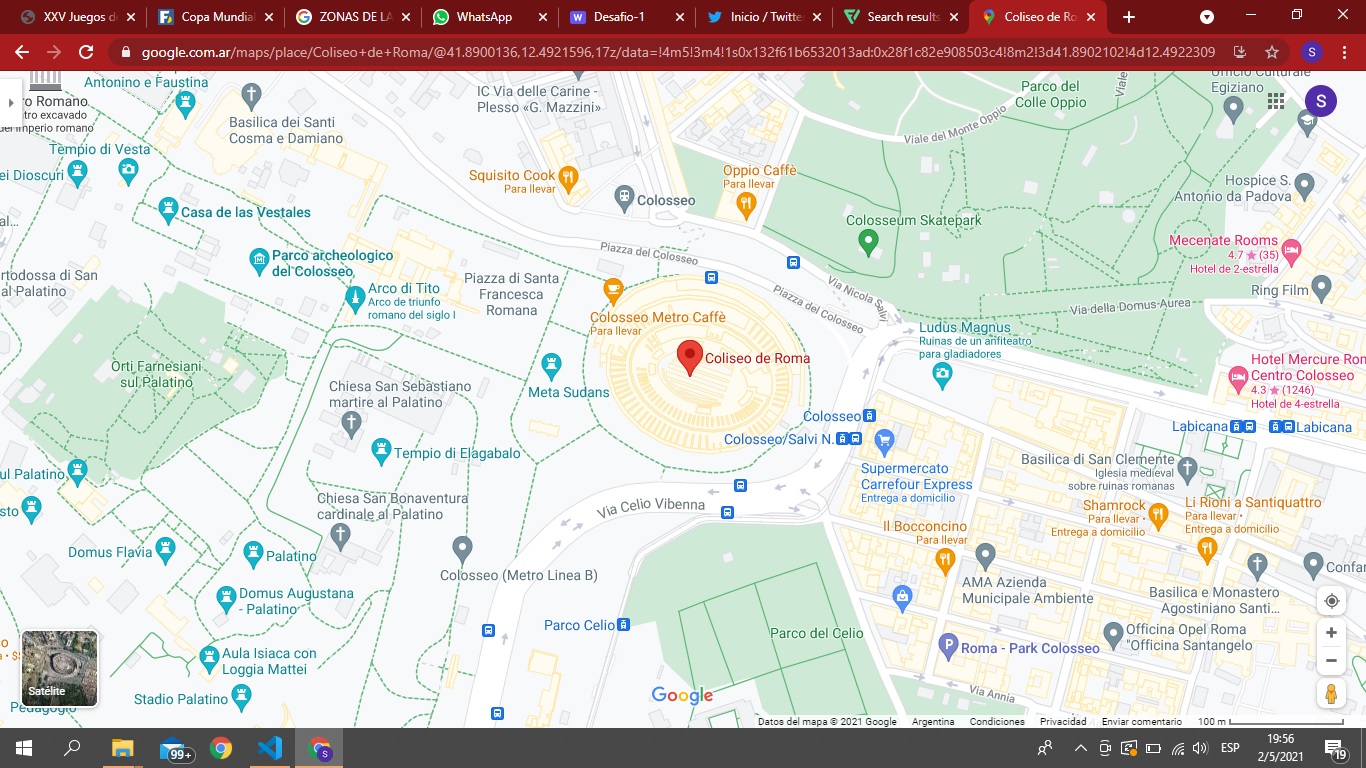 XXV Juegos d
Copa Mundial
ZONAS DE LA
WhatsApp
Desafio-1
Inicio / Twitte
Search results
Coliseo de Ro
google.com.ar/maps/place/Coliseo+de+Roma/@41.8900136,12.4921596,17z/data=!4m5!3m4!1s0x132f61b6532013ad:0x28f1c82e908503c4!8m2!3d41.8902102!4d12.4922309
S
S
Antonino e Faustina
ro Romano
tro excavado
del imperio romano
Basilica dei Santi
Cosma e Damiano
IC Via delle Carine -
Plesso «G. Mazzini»
Parco del
Colle Oppio
Viale
Viale del Monte Oppio
Ufficio Culturale
Egiziano
Tempio di Vesta
ei Dioscuri
Squisito Cook
Para llevar
Colosseo
Oppio Caffè
Para llevar
Hospice S.
Antonio da Padova
al...
Casa de las Vestales
Colosseum Skatepark
Mecenate Rooms
4.7 ★ (35)
Hotel de 2-estrella
Piazza del Colosseo
Parco archeologico
del Colosseo
rtodossa di San
al Palatino
Arco di Tito
Arco de triunfo
romano del siglo I
Piazza di Santa
Francesca
Romana
Piazza del Colosseo
Via Nicola Salvi
Ring Film
Via della Domus Aurea
Colosseo Metro Caffè
Para llevar
Ludus Magnus
Ruinas de un anfiteatro
para gladiadores
Coliseo de Roma
Orti Farnesiani
sul Palatino
Chiesa San Sebastiano
martire al Palatino
Meta Sudans
Hotel Mercure Rom
Centro Colosseo
4.3 ★ (1246)
Hotel de 4-estrella
Colosseo
Colosseo/Salvi N.
Labicana
Labicana
Tempio di Elagabalo
Supermercato
Carrefour Express
Entrega a domicilio
Basilica di San Clemente
Iglesia medieval
sobre ruinas romanas
ul Palatino
sto
Chiesa San Bonaventura
cardinale al Palatino
Via Celio Vibenna
Shamrock
Para llevar ·
Entrega a domicilio
Li Rioni a Santiquattro
Para llevar ·
Entrega a domicilio
Il Bocconcino
Para llevar
Domus Flavia
Palatino
Colosseo (Metro Linea B)
AMA Azienda
Municipale Ambiente
Confar
Basilica e Monastero
Agostiniano Santi...
Domus Augustana
- Palatino
Parco Celio
Parco del Celio
Officina Opel Roma
"Officina Santangelo
Roma - Park Colosseo
Aula Isiaca con
Loggia Mattei
Satélite
Stadio Palatino
Pedagogio
Via Annia
Google
Datos del mapa © 2021 Google
Argentina
Condiciones
Privacidad
Enviar comentario
100 m
99+
S
ESP
19:56
2/5/2021
19